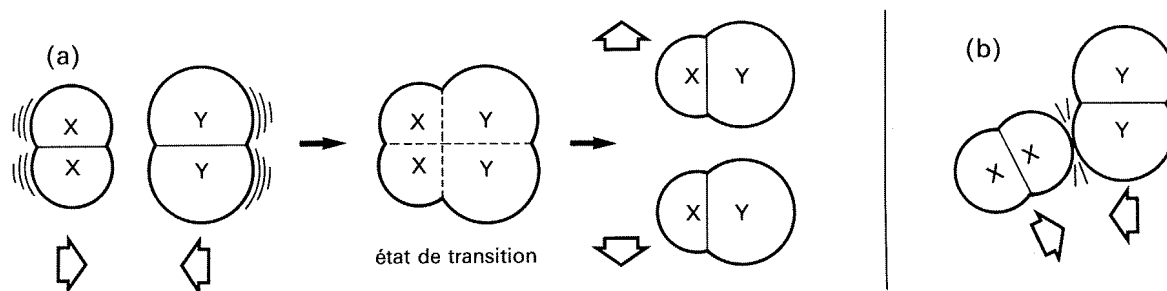 (a)
X Y
X Y
X Y
X Y
état de transition
X Y
X Y
(b)
Y
Y
X X